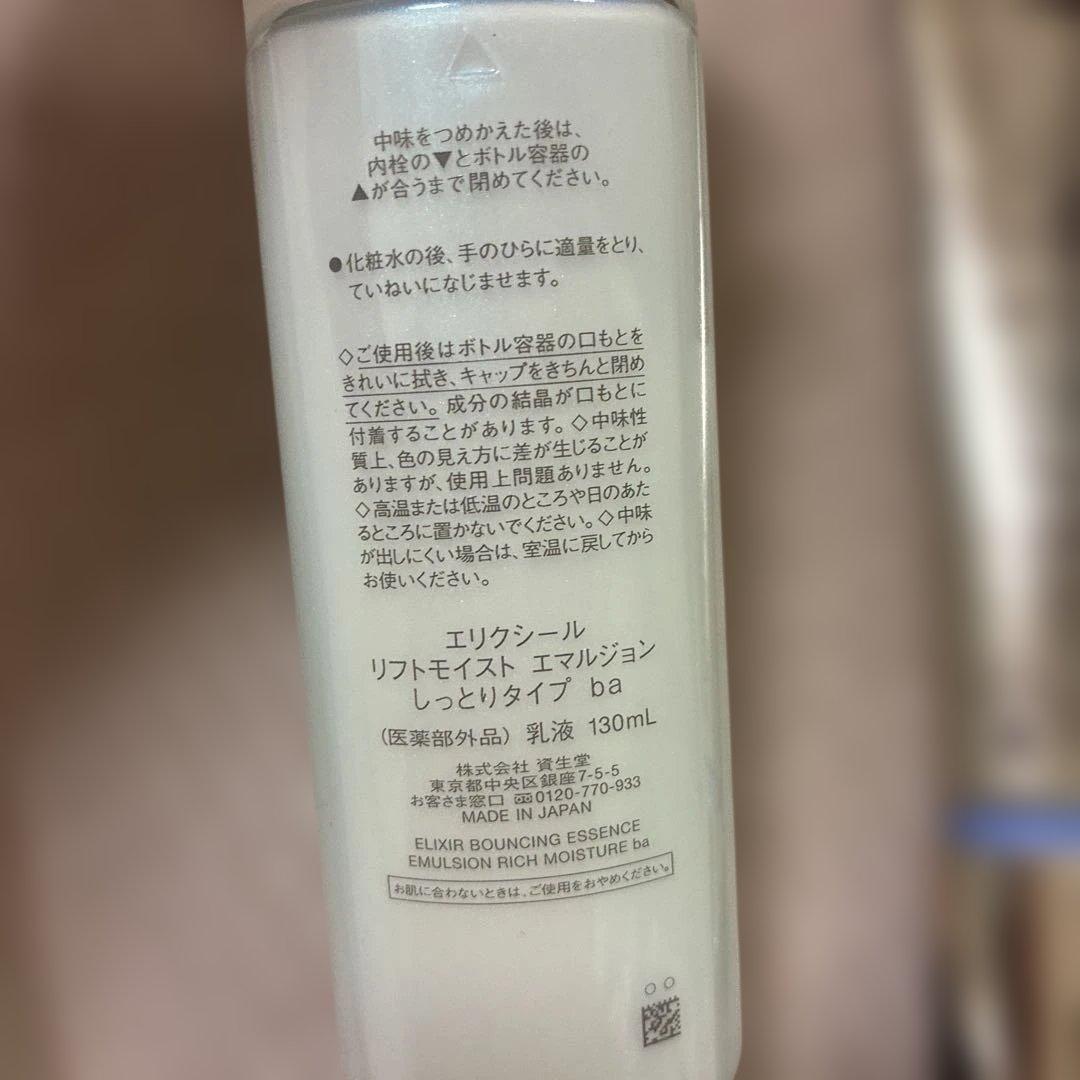 中味をつめかえた後は、
内栓の▼とボトル容器の
▲が合うまで閉めてください。
●化粧水の後、手のひらに適量をとり、
ていねいになじませます。
◇ご使用後はボトル容器の口もとを
きれいに拭き、キャップをきちんと閉め
てください。成分の結晶が口もとに
付着することがあります。◇中味性
質上、色の見え方に差が生じることが
ありますが、使用上問題ありません。
◇高温または低温のところや日のあた
るところに置かないでください。◇中味
が出しにくい場合は、室温に戻してから
お使いください。
エリクシール
リフトモイスト エマルジョン
しっとりタイプ ba
(医薬部外品) 乳液 130mL
株式会社 資生堂
東京都中央区銀座7-5-5
お客さま窓口 0120-770-933
MADE IN JAPAN
ELIXIR BOUNCING ESSENCE
EMULSION RICH MOISTURE ba
お肌に合わないときは、ご使用をおやめください。